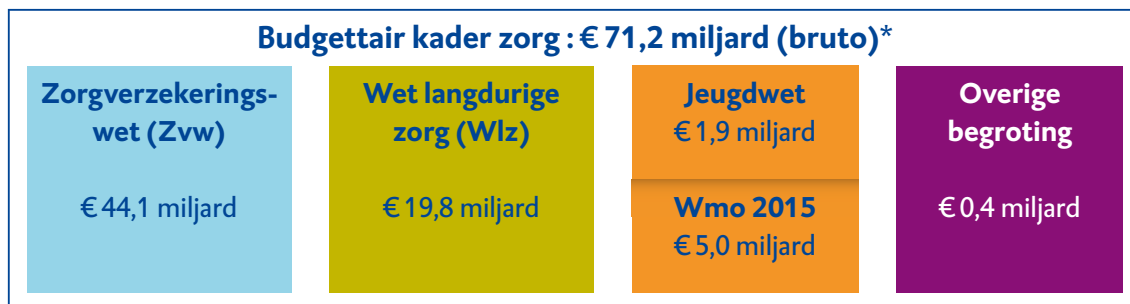 Budgettair kader zorg : € 71,2 miljard (bruto)*
Zorgverzekerings-
wet (Zvw)
€ 44,1 miljard
Wet langdurige
zorg (Wlz)
€ 19,8 miljard
Jeugdwet
€ 1,9 miljard
Wmo 2015
€ 5,0 miljard
Overige
begroting
€ 0,4 miljard